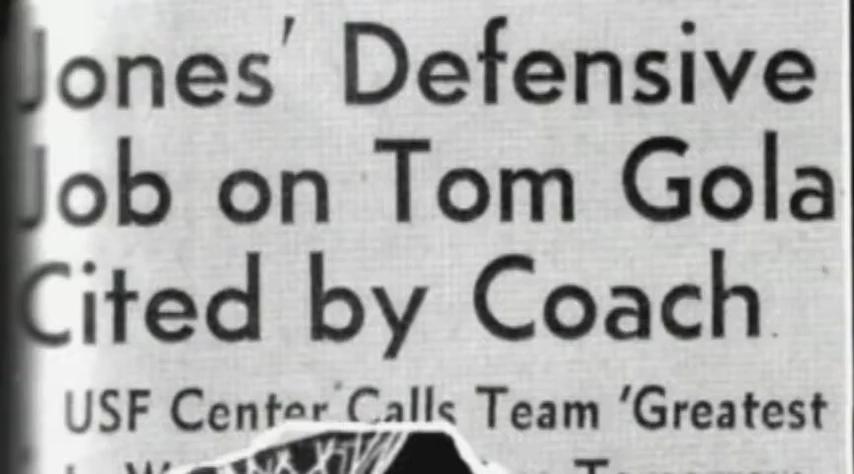 Jones' Defensive
Job on Tom Gola
Cited by Coach
USF Center Calls Team 'Greatest